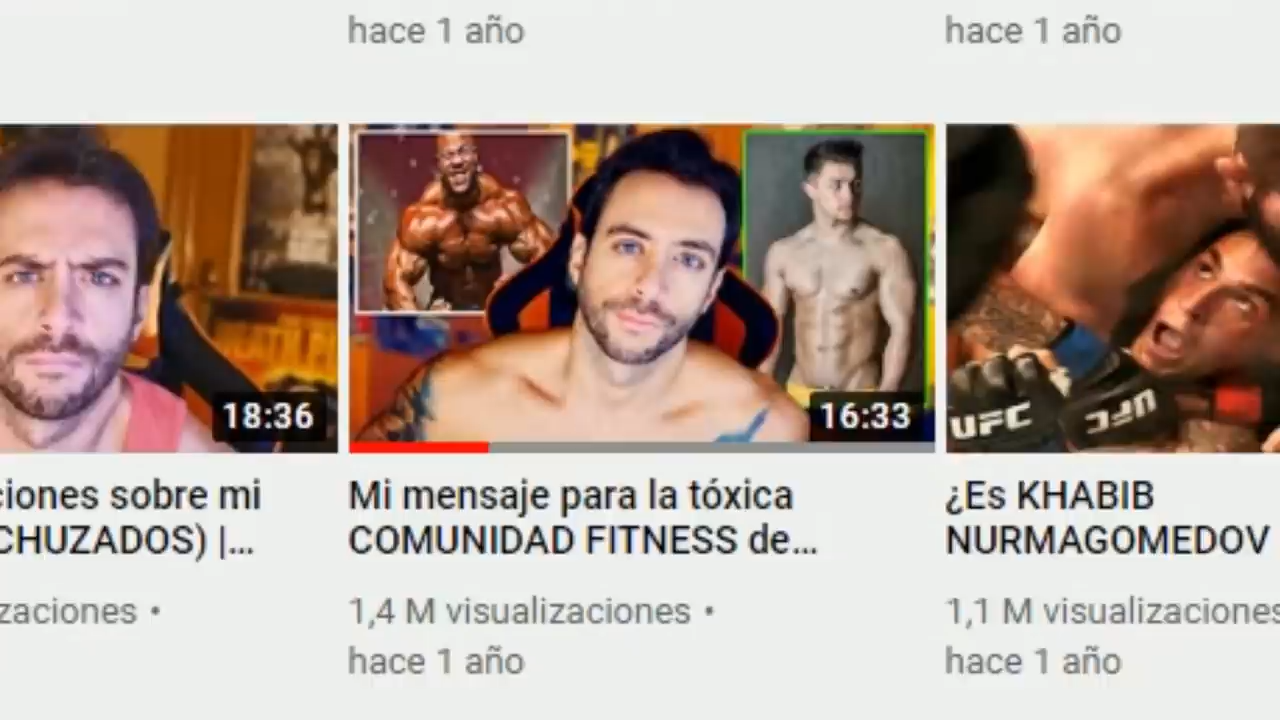 hace 1 año
hace 1 año
18:36
16:33
UFC
UFC
ciones sobre mi
CHUZADOS) |...
zaciones •
Mi mensaje para la tóxica
COMUNIDAD FITNESS de...
1,4 M visualizaciones •
hace 1 año
¿Es KHABIB
NURMAGOMEDOV
1,1 M visualizaciones
hace 1 año